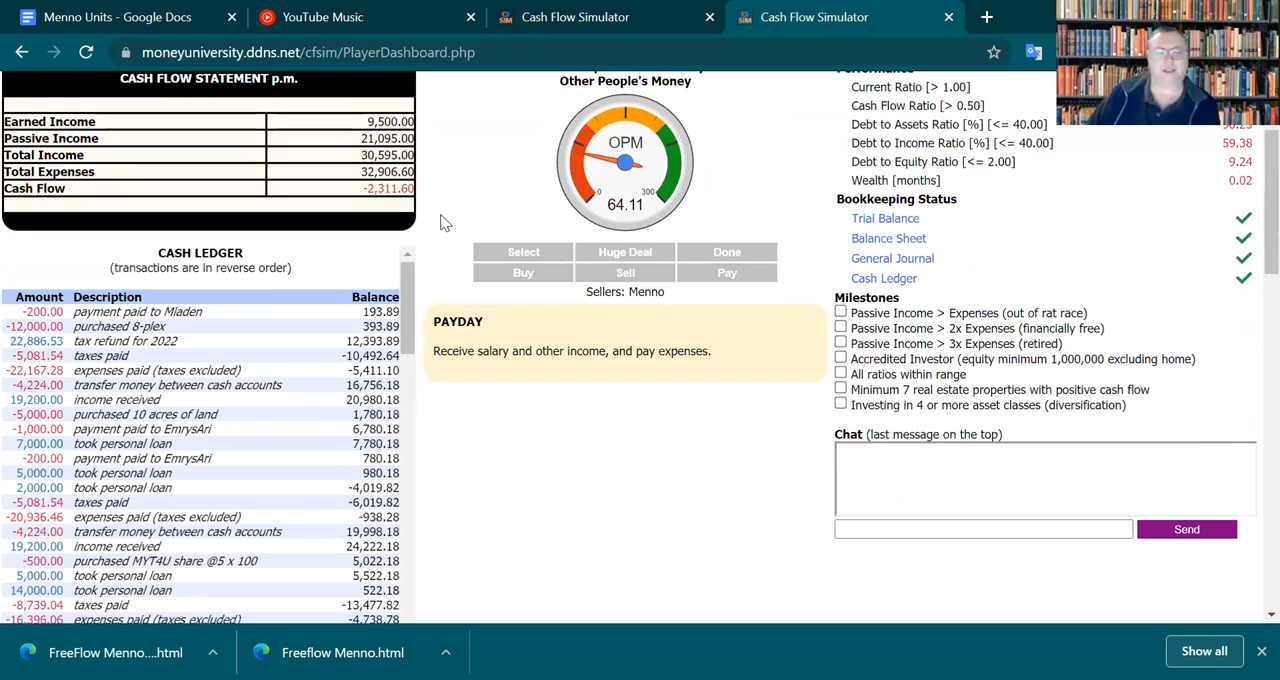 Menno Units - Google Docs
YouTube Music
Cash Flow Simulator
Cash Flow Simulator
moneyuniversity.ddns.net/cfsim/PlayerDashboard.php
CASH FLOW STATEMENT p.m.
Earned Income 9,500.00
Passive Income 21,095.00
Total Income 30,595.00
Total Expenses 32,906.60
Cash Flow -2,311.60
CASH LEDGER
(transactions are in reverse order)
Amount Description Balance
-200.00 payment paid to Mladen 193.89
-12,000.00 purchased 8-plex 393.89
22,886.53 tax refund for 2022 12,393.89
-5,081.54 taxes paid -10,492.64
-22,167.28 expenses paid (taxes excluded) -5,411.10
-4,224.00 transfer money between cash accounts 16,756.18
19,200.00 income received 20,980.18
-5,000.00 purchased 10 acres of land 1,780.18
-1,000.00 payment paid to EmrysAri 6,780.18
7,000.00 took personal loan 7,780.18
-200.00 payment paid to EmrysAri 780.18
5,000.00 took personal loan 980.18
2,000.00 took personal loan -4,019.82
-5,081.54 taxes paid -6,019.82
-20,936.46 expenses paid (taxes excluded) -938.28
-4,224.00 transfer money between cash accounts 19,998.18
19,200.00 income received 24,222.18
-500.00 purchased MYT4U share @5 x 100 5,022.18
5,000.00 took personal loan 5,522.18
14,000.00 took personal loan 522.18
-8,739.04 taxes paid -13,477.82
-16,396.06 expenses paid (taxes excluded) -4,738.78
Other People's Money
OPM
0 300
64.11
Select Huge Deal Done
Buy Sell Pay
Sellers: Menno
PAYDAY
Receive salary and other income, and pay expenses.
Performance
Current Ratio [> 1.00]
Cash Flow Ratio [> 0.50]
Debt to Assets Ratio [%] [<= 40.00]
Debt to Income Ratio [%] [<= 40.00] 59.38
Debt to Equity Ratio [<= 2.00] 9.24
Wealth [months] 0.02
Bookkeeping Status
Trial Balance
Balance Sheet
General Journal
Cash Ledger
Milestones
Passive Income > Expenses (out of rat race)
Passive Income > 2x Expenses (financially free)
Passive Income > 3x Expenses (retired)
Accredited Investor (equity minimum 1,000,000 excluding home)
All ratios within range
Minimum 7 real estate properties with positive cash flow
Investing in 4 or more asset classes (diversification)
Chat (last message on the top)
Send
FreeFlow Menno....html
Freeflow Menno.html
Show all